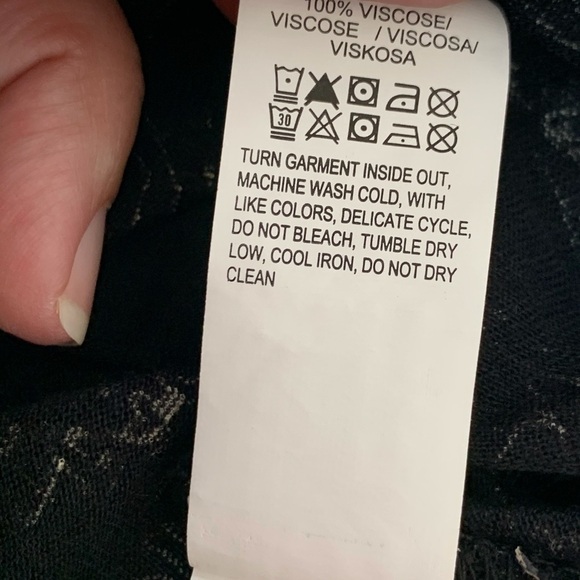 100% VISCOSE/
VISCOSE / VISCOSA/
VISKOSA
30
TURN GARMENT INSIDE OUT,
MACHINE WASH COLD, WITH
LIKE COLORS, DELICATE CYCLE,
DO NOT BLEACH, TUMBLE DRY
LOW, COOL IRON, DO NOT DRY
CLEAN